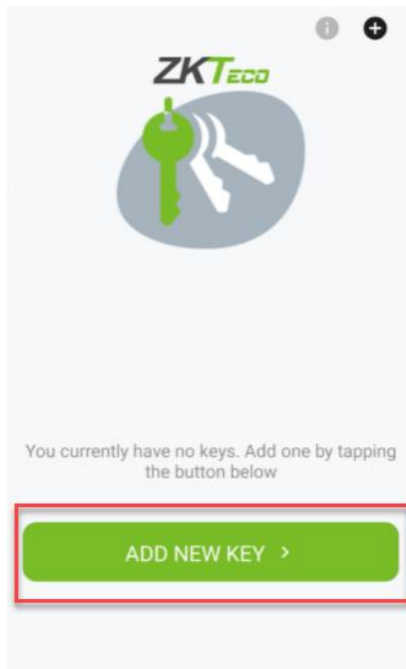 ZKTECO
You currently have no keys. Add one by tapping
the button below
ADD NEW KEY >